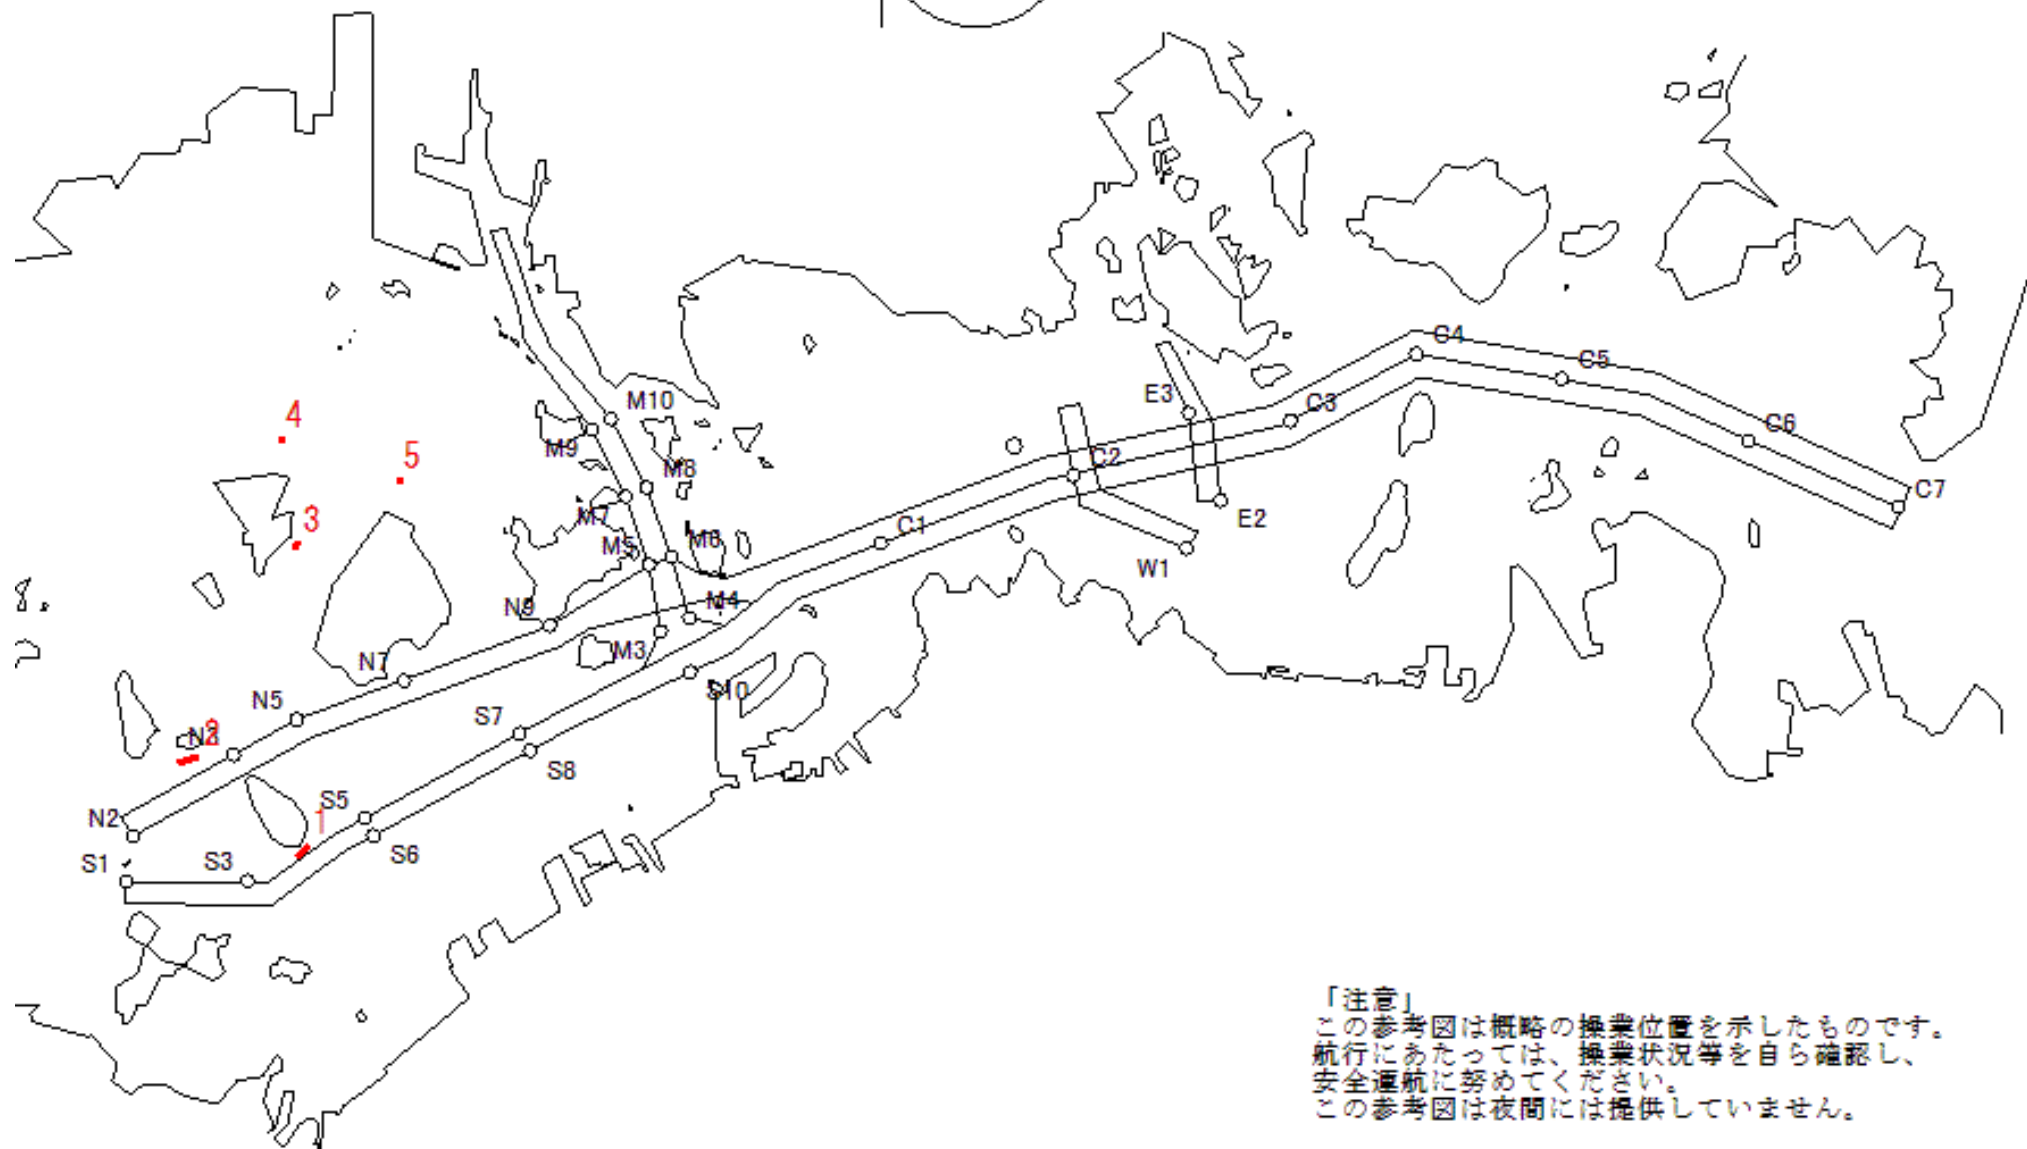 C4
C5
E3
M10
C3
4
C6
M9
5
M8
C2
C7
3
M7
C1
E2
M5
M6
W1
N9
M4
M3
N7
S10
N5
S7
N3
2
S8
S5
1
N2
S6
S1
S3
「注意」
この参考図は概略の操業位置を示したものです。
航行にあたっては、操業状況等を自ら確認し、
安全運航に努めてください。
この参考図は夜間には提供していません。